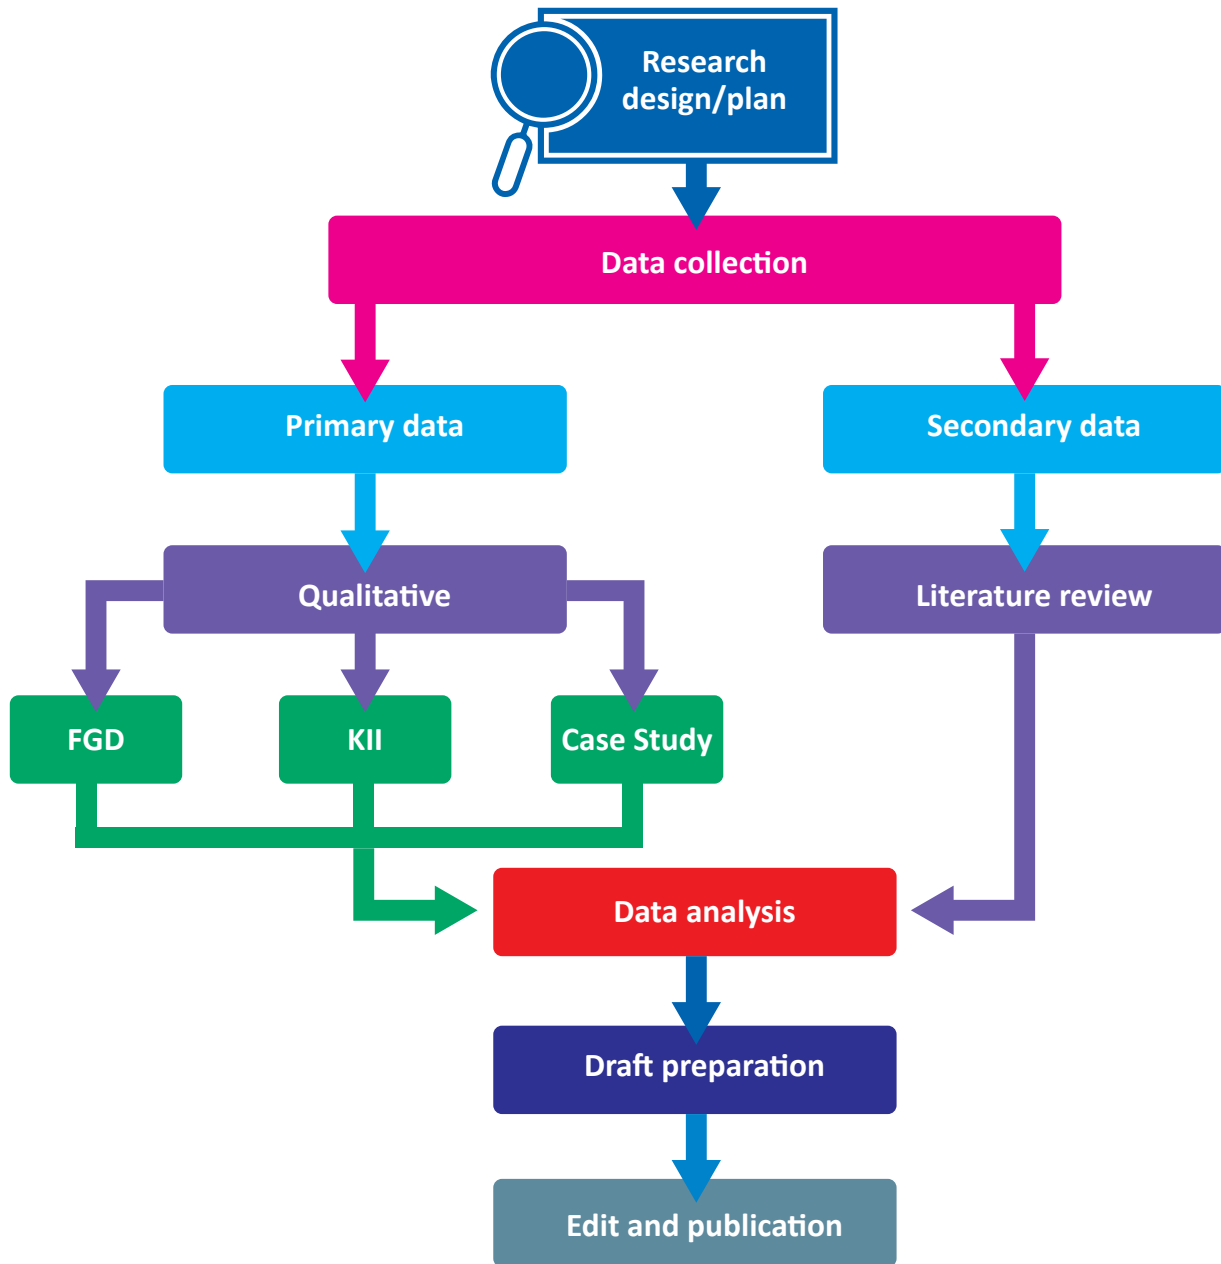 Research
design/plan
Data collection
Primary data
Secondary data
Qualitative
Literature review
FGD
KII
Case Study
Data analysis
Draft preparation
Edit and publication